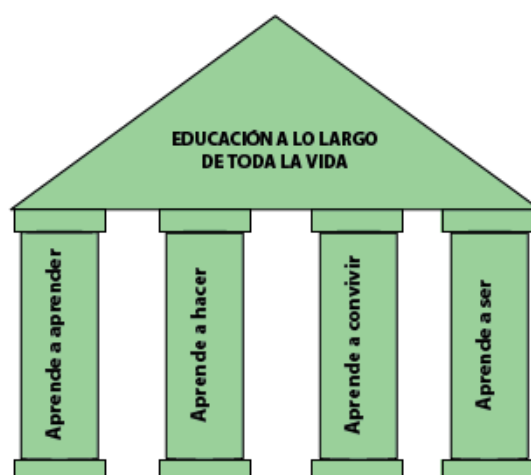 EDUCACIÓN A LO LARGO
DE TODA LA VIDA
Aprende a aprender
Aprende a hacer
Aprende a convivir
Aprende a ser